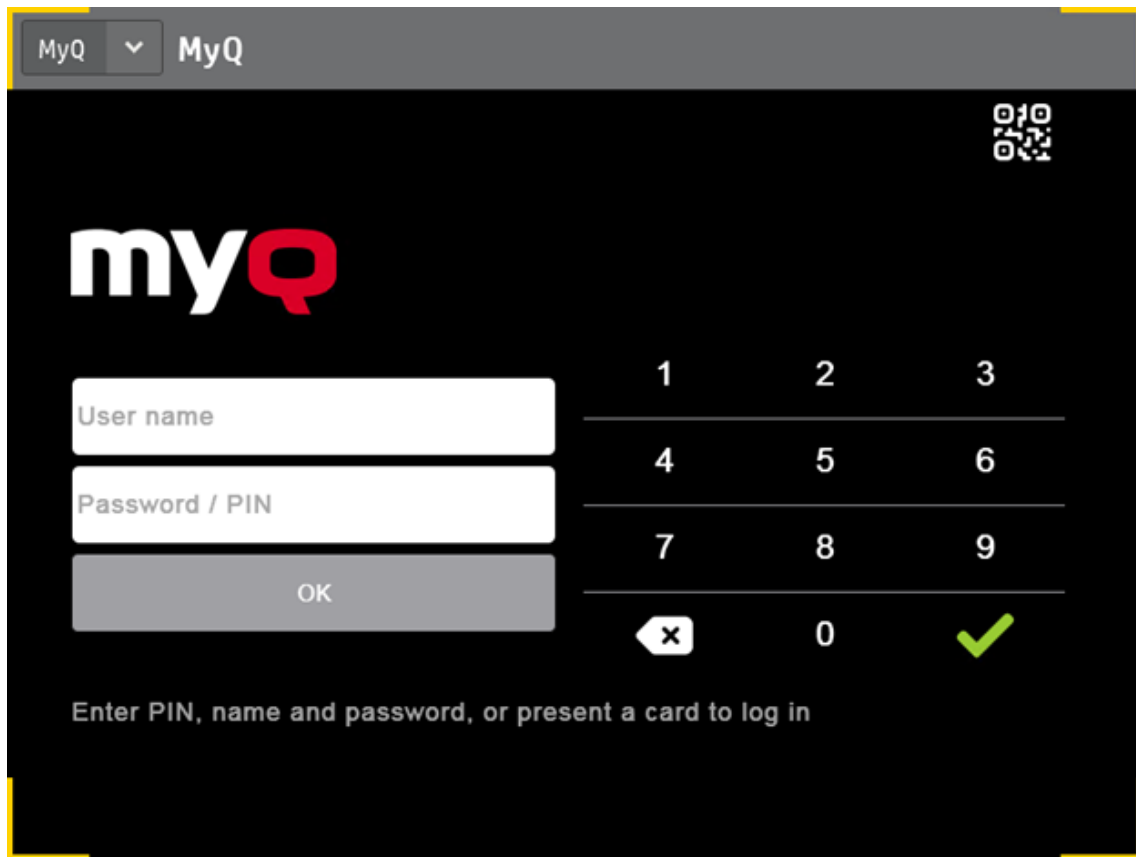 MyQ MyQ
myQ
User name
Password / PIN
OK
1 2 3
4 5 6
7 8 9
0
Enter PIN, name and password, or present a card to log in